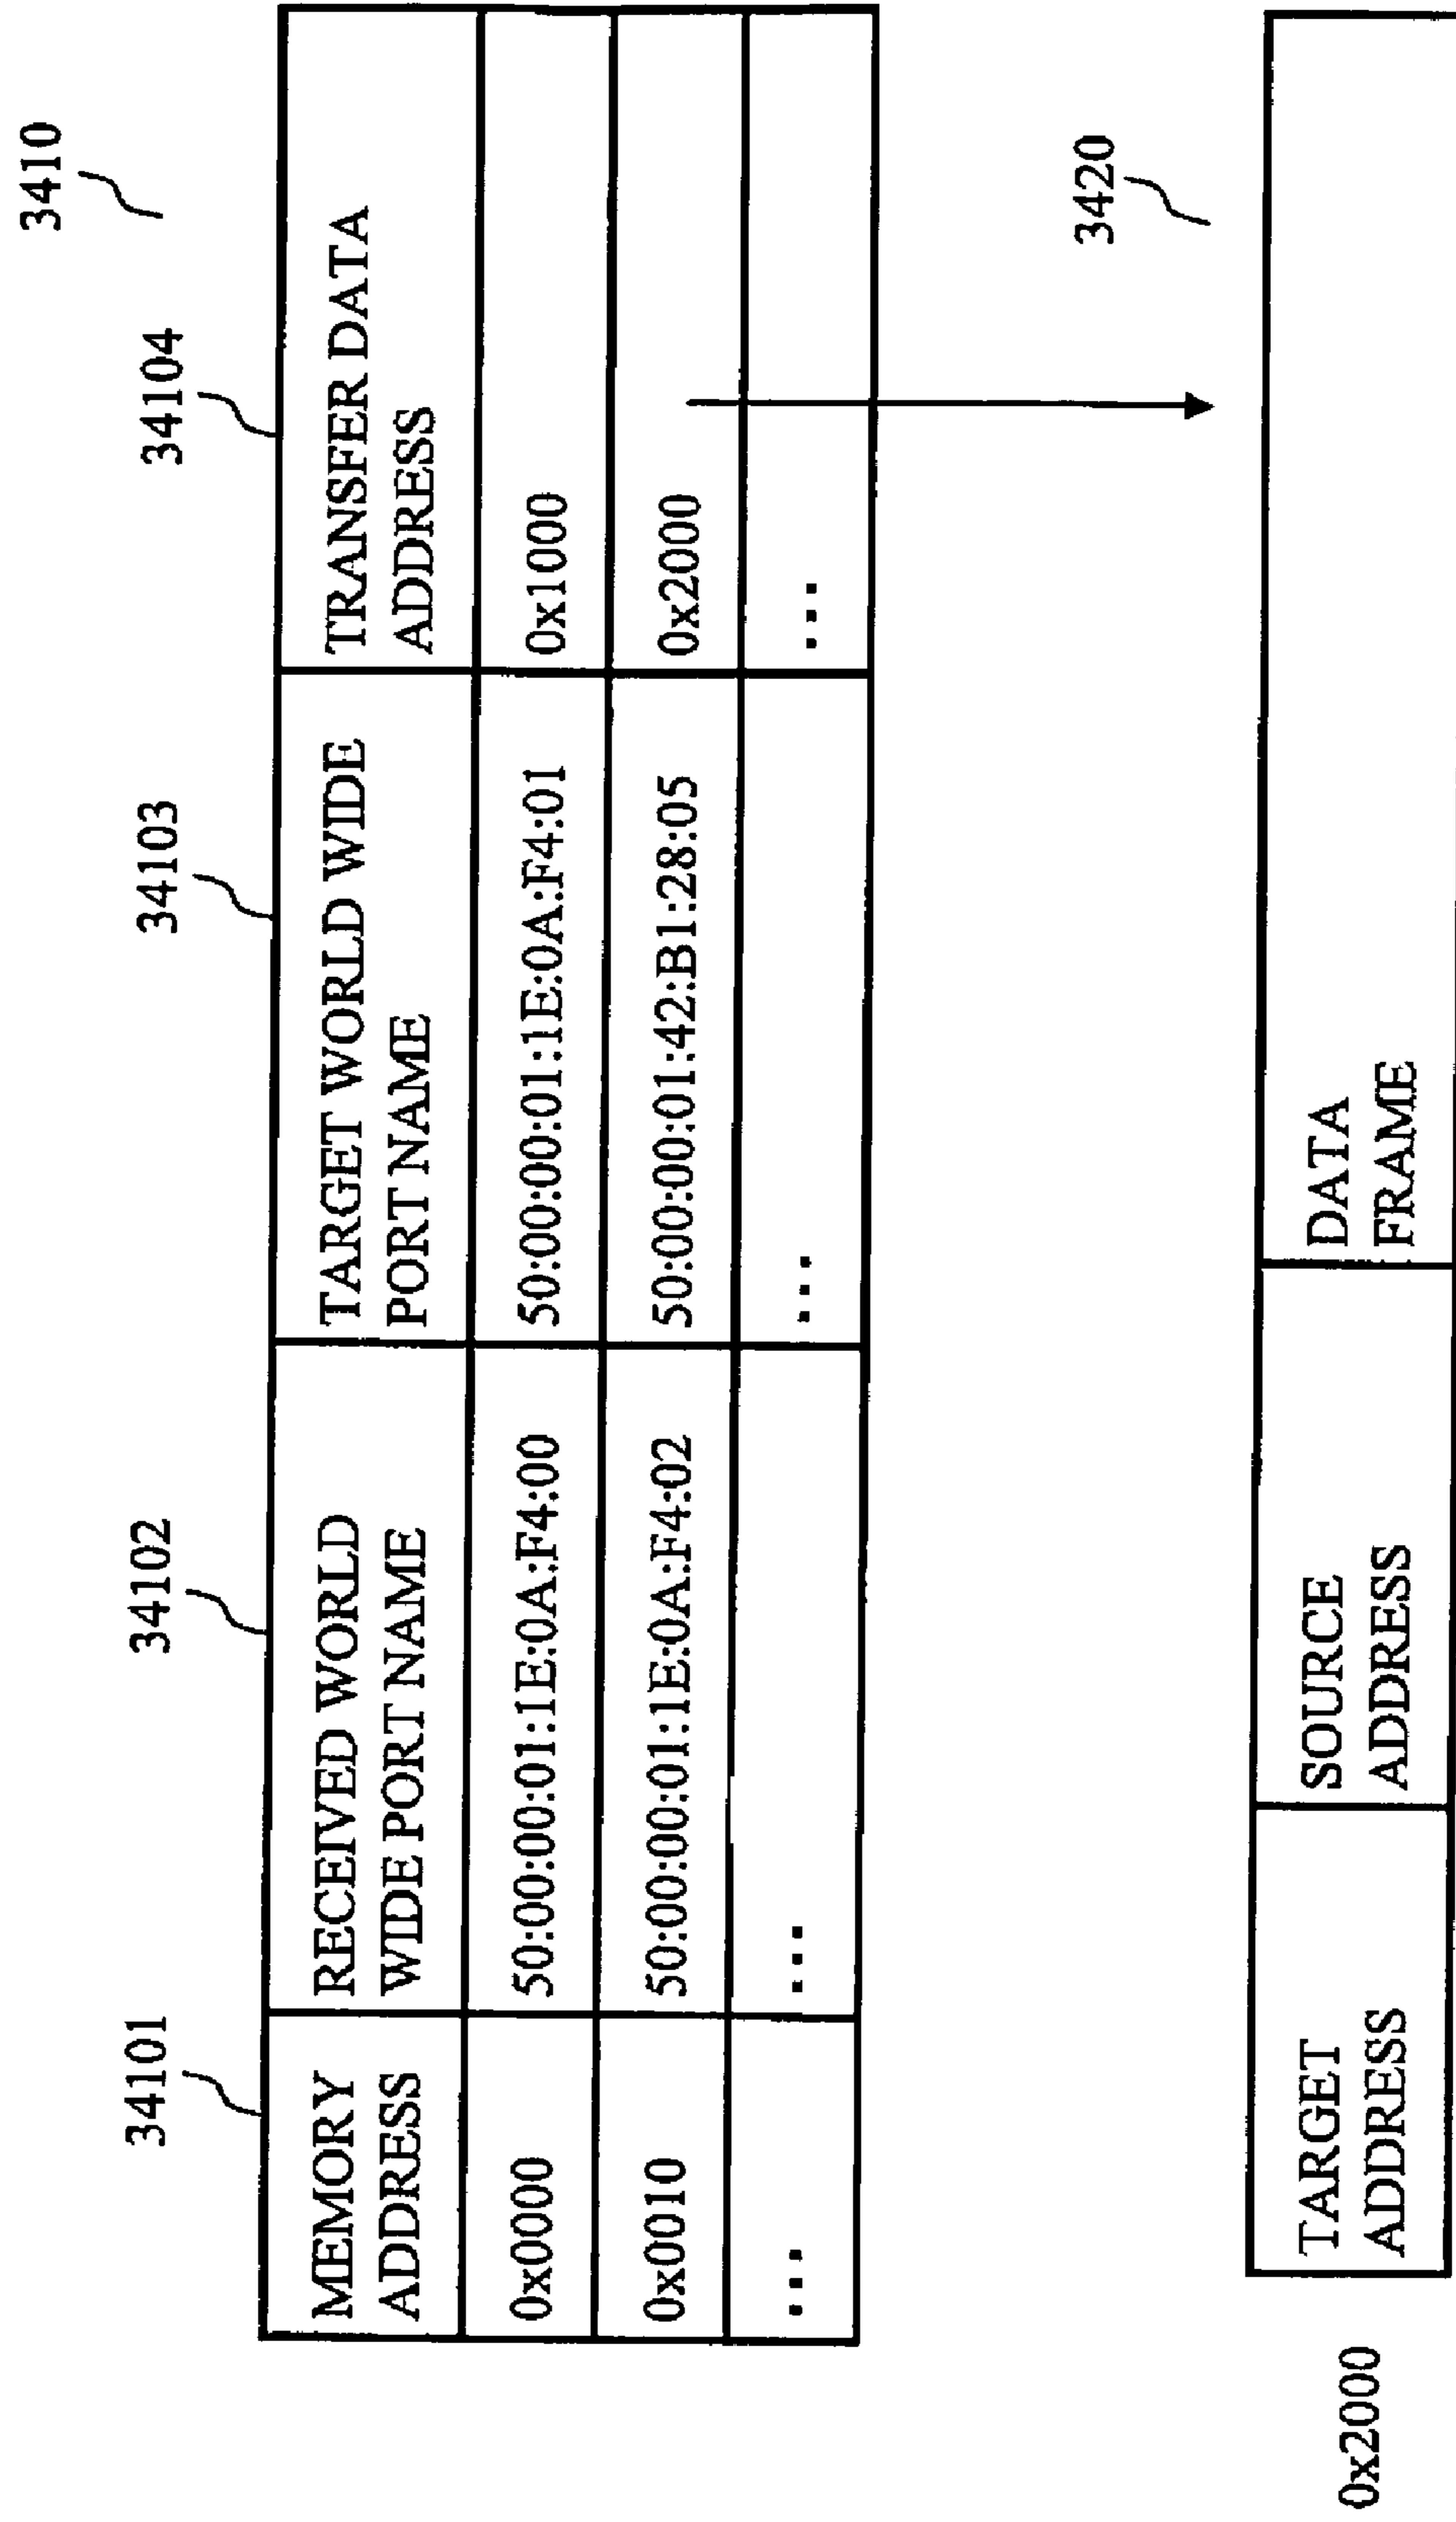 3410
34101
34102
34103
34104
MEMORY
ADDRESS
RECEIVED WORLD
WIDE PORT NAME
TARGET WORLD WIDE
PORT NAME
TRANSFER DATA
ADDRESS
0x0000
50:00:00:01:1E:0A:F4:00
50:00:00:01:1E:0A:F4:01
0x1000
0x0010
50:00:00:01:1E:0A:F4:02
50:00:00:01:42:B1:28:05
0x2000
...
...
...
...
3420
0x2000
TARGET
ADDRESS
SOURCE
ADDRESS
DATA
FRAME